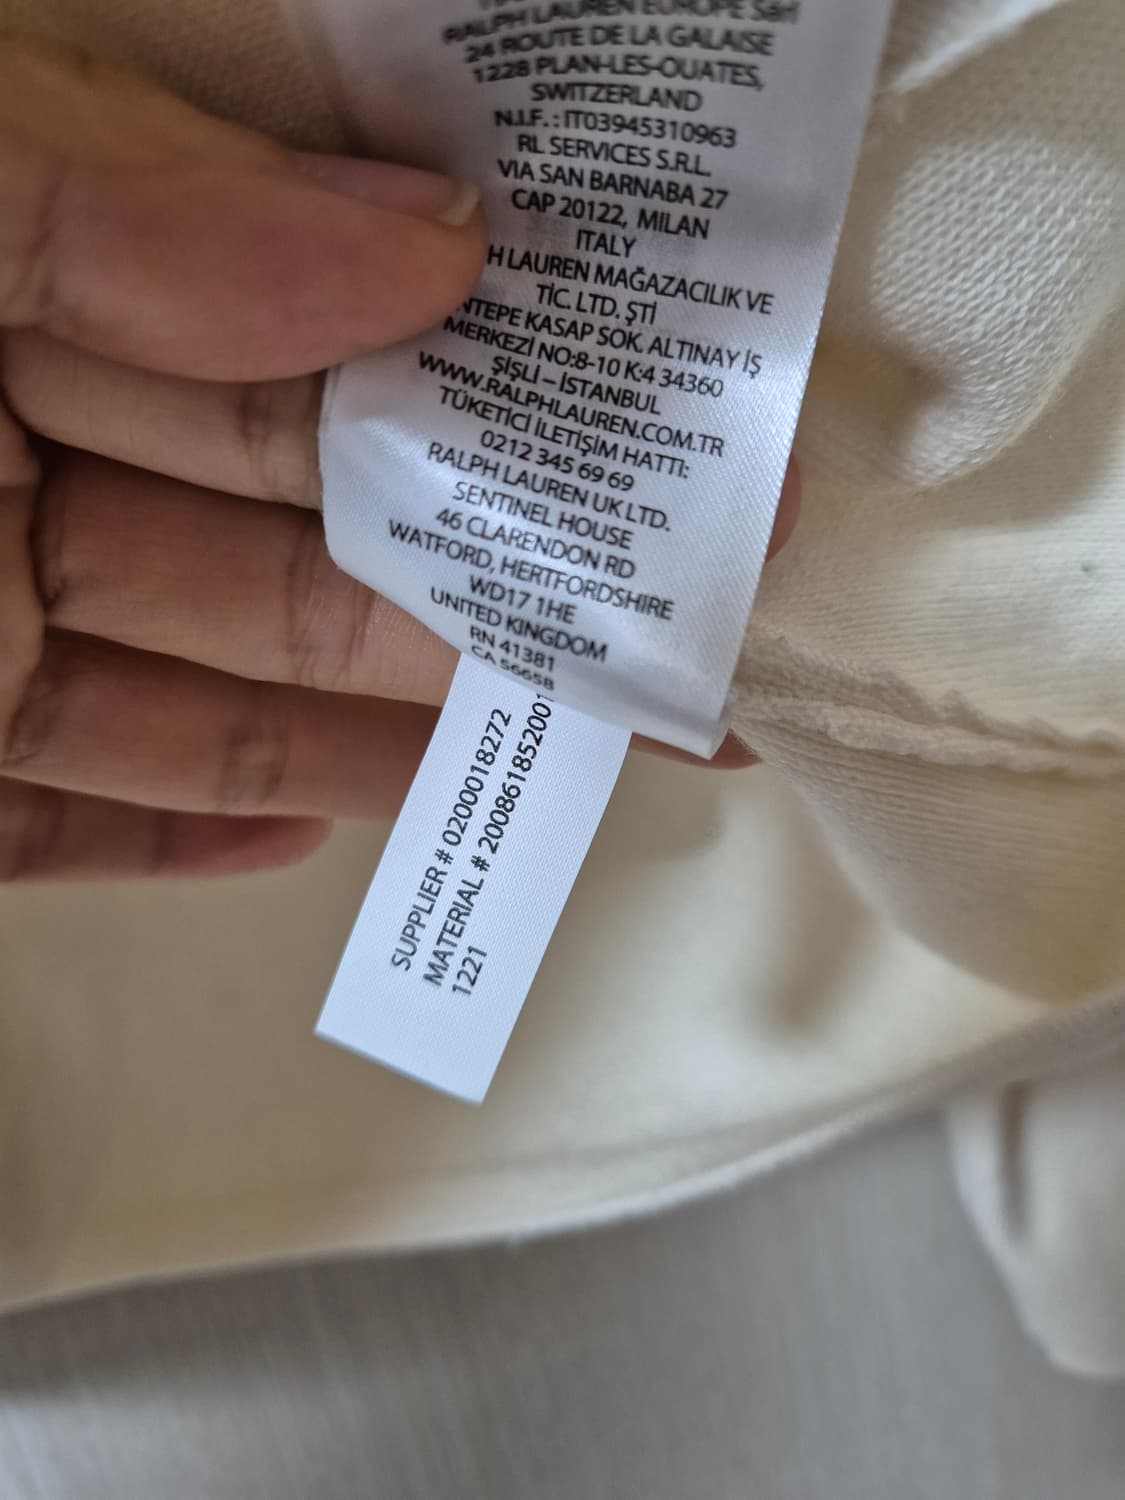 RALPH LAUREN EUROPE Sàrl
24 ROUTE DE LA GALAISE
1228 PLAN-LES-OUATES,
SWITZERLAND
N.I.F. : IT03945310963
RL SERVICES S.R.L.
VIA SAN BARNABA 27
CAP 20122, MILAN
ITALY
H LAUREN MAĞAZACILIK VE
TİC. LTD. ŞTİ
NTEPE KASAP SOK. ALTINAY İŞ
MERKEZİ NO:8-10 K:4 34360
ŞİŞLİ – İSTANBUL
WWW.RALPHLAUREN.COM.TR
TÜKETİCİ İLETİŞİM HATTI:
0212 345 69 69
RALPH LAUREN UK LTD.
SENTINEL HOUSE
46 CLARENDON RD
WATFORD, HERTFORDSHIRE
WD17 1HE
UNITED KINGDOM
RN 41381
CA 56658
SUPPLIER # 0200018272
MATERIAL # 200861852001
1221